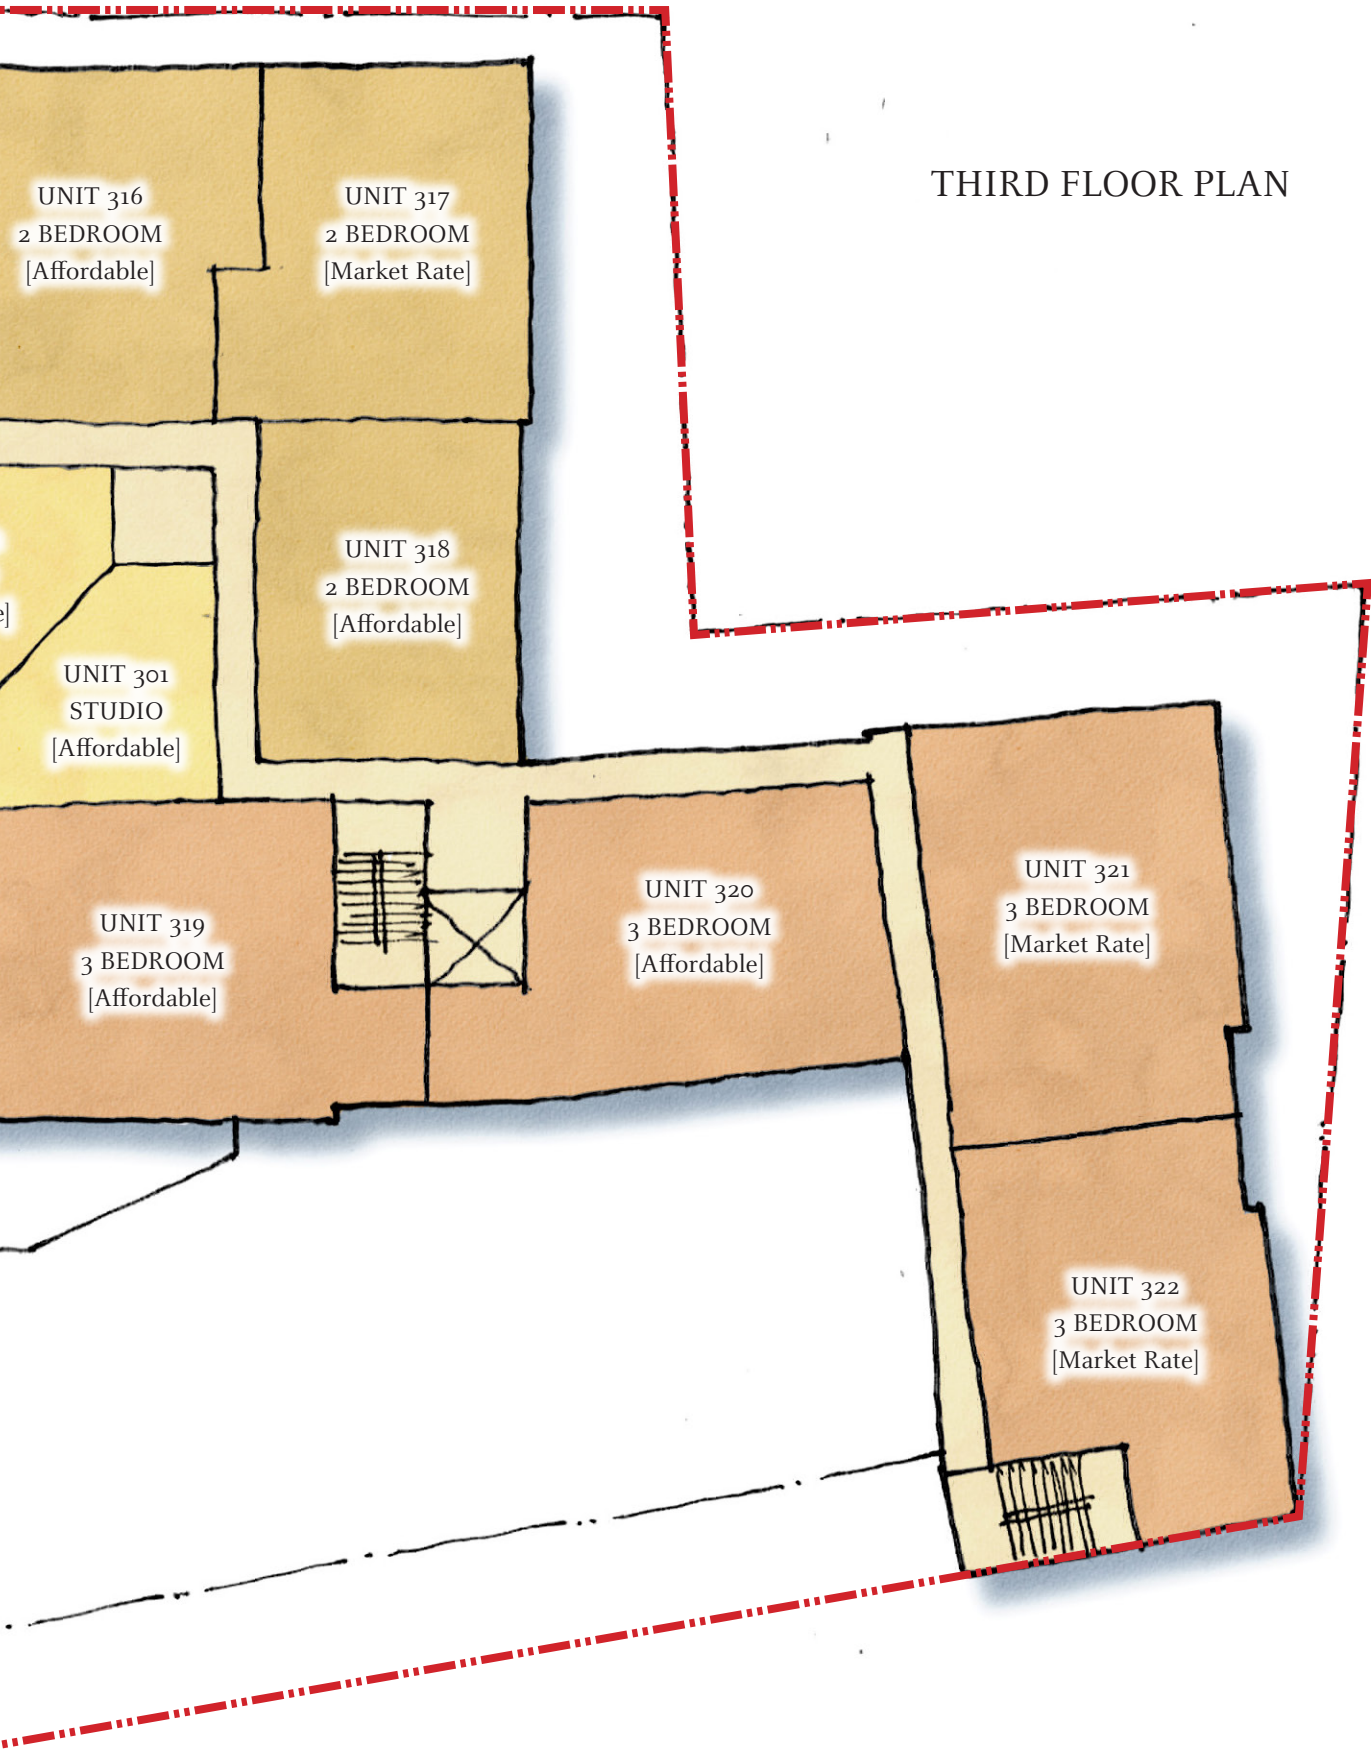 THIRD FLOOR PLAN
UNIT 316
2 BEDROOM
[Affordable]
UNIT 317
2 BEDROOM
[Market Rate]
UNIT 318
2 BEDROOM
[Affordable]
UNIT 301
STUDIO
[Affordable]
UNIT 319
3 BEDROOM
[Affordable]
UNIT 320
3 BEDROOM
[Affordable]
UNIT 321
3 BEDROOM
[Market Rate]
UNIT 322
3 BEDROOM
[Market Rate]